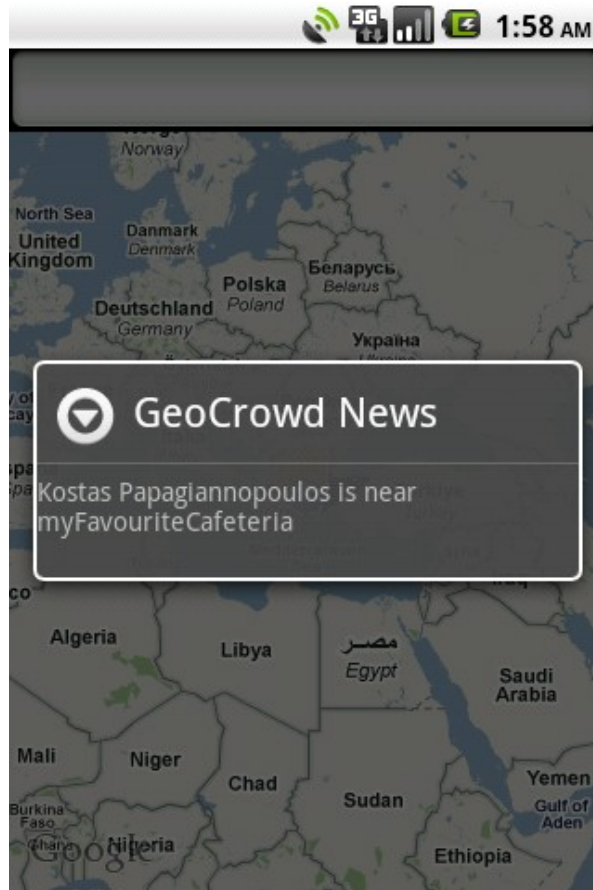 3G
1:58 AM
Norway
North Sea
United
Kingdom
Danmark
Denmark
Polska
Poland
Беларусь
Belarus
Deutschland
Germany
Україна
GeoCrowd News
Kostas Papagiannopoulos is near
myFavouriteCafeteria
Algeria
Libya
مصر
Egypt
Saudi
Arabia
Mali
Niger
Chad
Sudan
Yemen
Gulf of
Aden
Burkina
Faso
Ghana
Nigeria
Google
Ethiopia